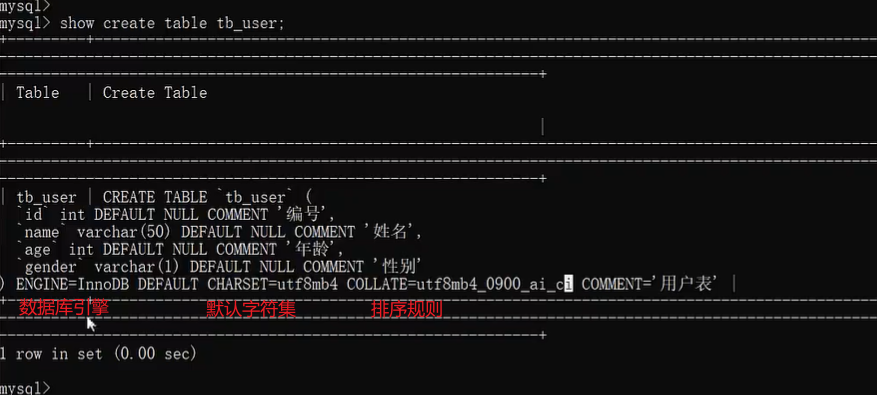 mysql>
mysql> show create table tb_user;
| Table | Create Table
|
| tb_user | CREATE TABLE `tb_user` (
`id` int DEFAULT NULL COMMENT '编号',
`name` varchar(50) DEFAULT NULL COMMENT '姓名',
`age` int DEFAULT NULL COMMENT '年龄',
`gender` varchar(1) DEFAULT NULL COMMENT '性别'
) ENGINE=InnoDB DEFAULT CHARSET=utf8mb4 COLLATE=utf8mb4_0900_ai_ci COMMENT='用户表' |
数据库引擎 默认字符集 排序规则
1 row in set (0.00 sec)
mysql>